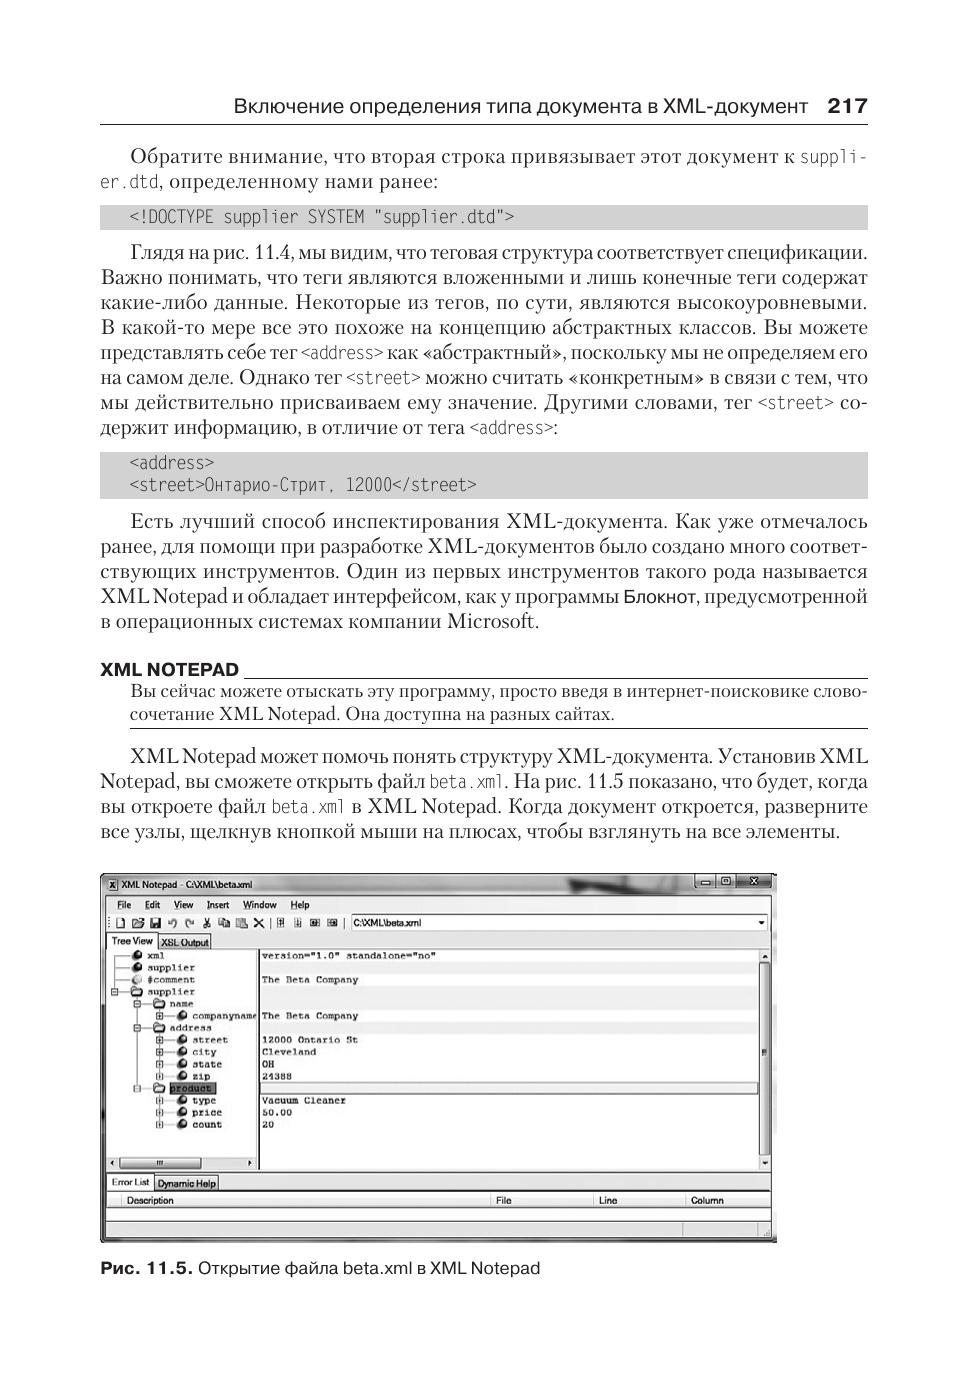 Включение определения типа документа в XML-документ 217
Обратите внимание, что вторая строка привязывает этот документ к suppli-
er.dtd, определенному нами ранее:
<!DOCTYPE supplier SYSTEM "supplier.dtd">
Глядя на рис. 11.4, мы видим, что теговая структура соответствует спецификации.
Важно понимать, что теги являются вложенными и лишь конечные теги содержат
какие-либо данные. Некоторые из тегов, по сути, являются высокоуровневыми.
В какой-то мере все это похоже на концепцию абстрактных классов. Вы можете
представлять себе тег <address> как «абстрактный», поскольку мы не определяем его
на самом деле. Однако тег <street> можно считать «конкретным» в связи с тем, что
мы действительно присваиваем ему значение. Другими словами, тег <street> со-
держит информацию, в отличие от тега <address>:
<address>
<street>Онтарио-Стрит, 12000</street>
Есть лучший способ инспектирования XML-документа. Как уже отмечалось
ранее, для помощи при разработке XML-документов было создано много соответ-
ствующих инструментов. Один из первых инструментов такого рода называется
XML Notepad и обладает интерфейсом, как у программы Блокнот, предусмотренной
в операционных системах компании Microsoft.
XML NOTEPAD
Вы сейчас можете отыскать эту программу, просто введя в интернет-поисковике слово-
сочетание XML Notepad. Она доступна на разных сайтах.
XML Notepad может помочь понять структуру XML-документа. Установив XML
Notepad, вы сможете открыть файл beta.xml. На рис. 11.5 показано, что будет, когда
вы откроете файл beta.xml в XML Notepad. Когда документ откроется, разверните
все узлы, щелкнув кнопкой мыши на плюсах, чтобы взглянуть на все элементы.
XML Notepad - C:\XML\beta.xml
File Edit View Insert Window Help
C:\XML\beta.xml
Tree View XSL Output
xml version="1.0" standalone="no"
supplier
#comment The Beta Company
supplier
name
companyname The Beta Company
address
street 12000 Ontario St
city Cleveland
state OH
zip 24388
product
type Vacuum Cleaner
price 50.00
count 20
Error List Dynamic Help
Description File Line Column
Рис. 11.5. Открытие файла beta.xml в XML Notepad